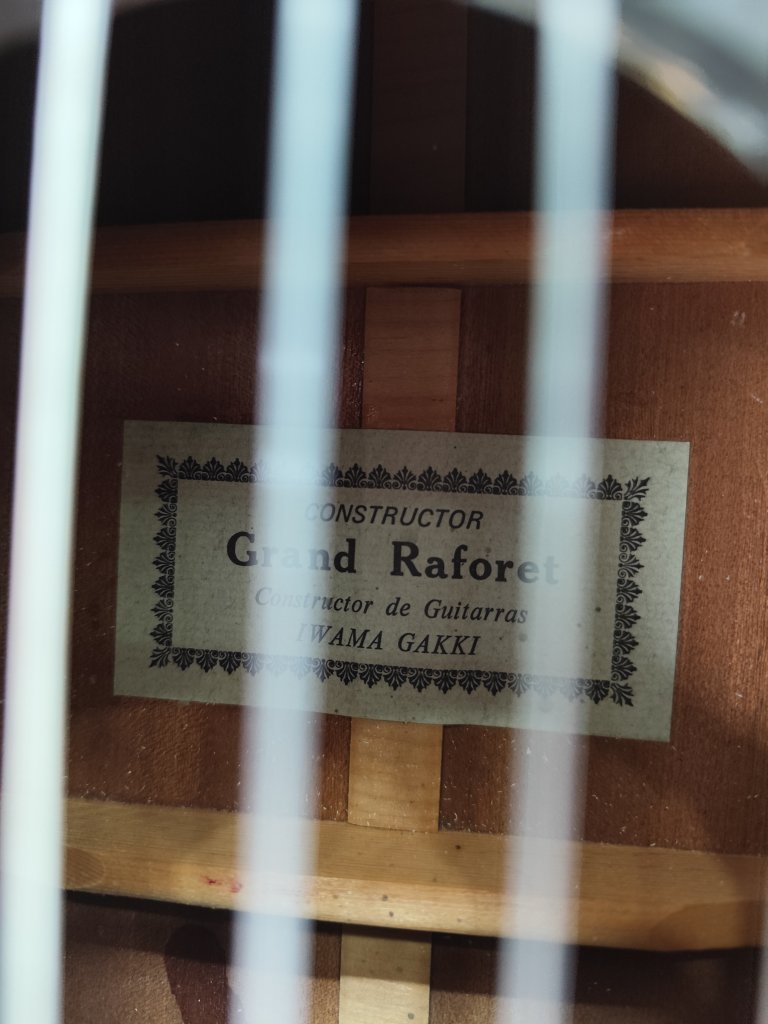 CONSTRUCTOR
Grand Raforet
Constructor de Guitarras
IWAMA GAKKI